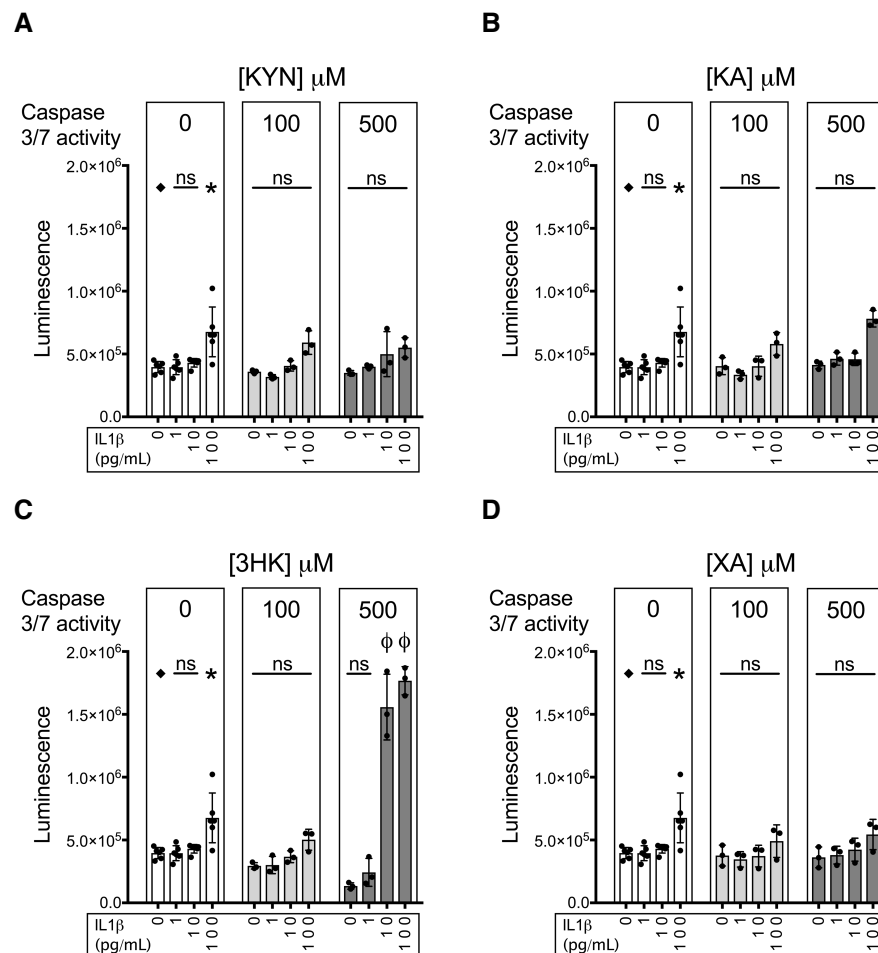 A
[KYN] μM
Caspase
3/7 activity
0
100
500
2.0×10⁶
1.5×10⁶
1.0×10⁶
5.0×10⁵
0.0
Luminescence
◆ ns *
ns
ns
IL1β
(pg/mL)
0 1 10 100
0 1 10 100
0 1 10 100
B
[KA] μM
Caspase
3/7 activity
0
100
500
2.0×10⁶
1.5×10⁶
1.0×10⁶
5.0×10⁵
0.0
Luminescence
◆ ns *
ns
ns
IL1β
(pg/mL)
0 1 10 100
0 1 10 100
0 1 10 100
C
[3HK] μM
Caspase
3/7 activity
0
100
500
2.0×10⁶
1.5×10⁶
1.0×10⁶
5.0×10⁵
0.0
Luminescence
◆ ns *
ns
ns ϕ ϕ
IL1β
(pg/mL)
0 1 10 100
0 1 10 100
0 1 10 100
D
[XA] μM
Caspase
3/7 activity
0
100
500
2.0×10⁶
1.5×10⁶
1.0×10⁶
5.0×10⁵
0.0
Luminescence
◆ ns *
ns
ns
IL1β
(pg/mL)
0 1 10 100
0 1 10 100
0 1 10 100